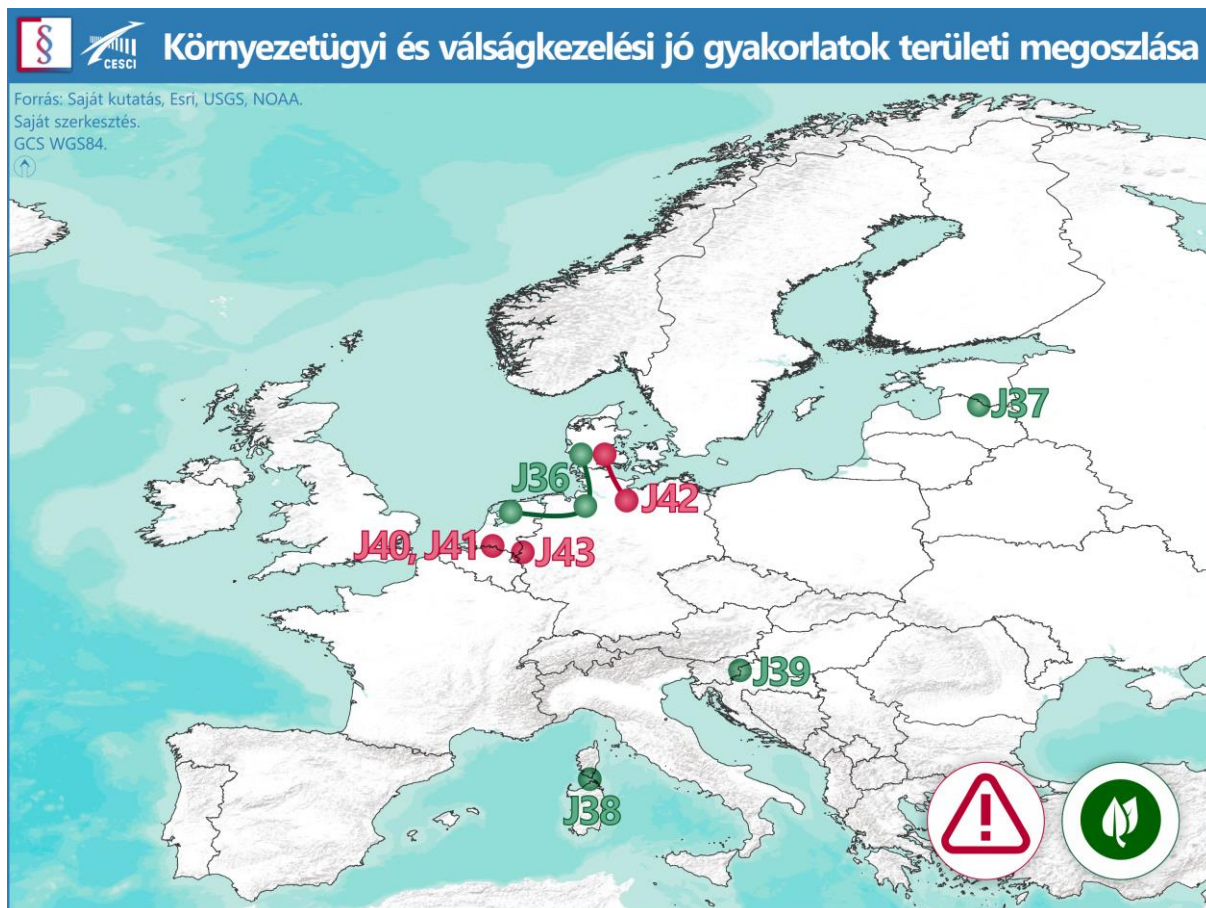 §
CESCI
Környezetügyi és válságkezelési jó gyakorlatok területi megoszlása
Forrás: Saját kutatás, Esri, USGS, NOAA.
Saját szerkesztés.
GCS WGS84.
J37
J36
J42
J40, J41
J43
J39
J38